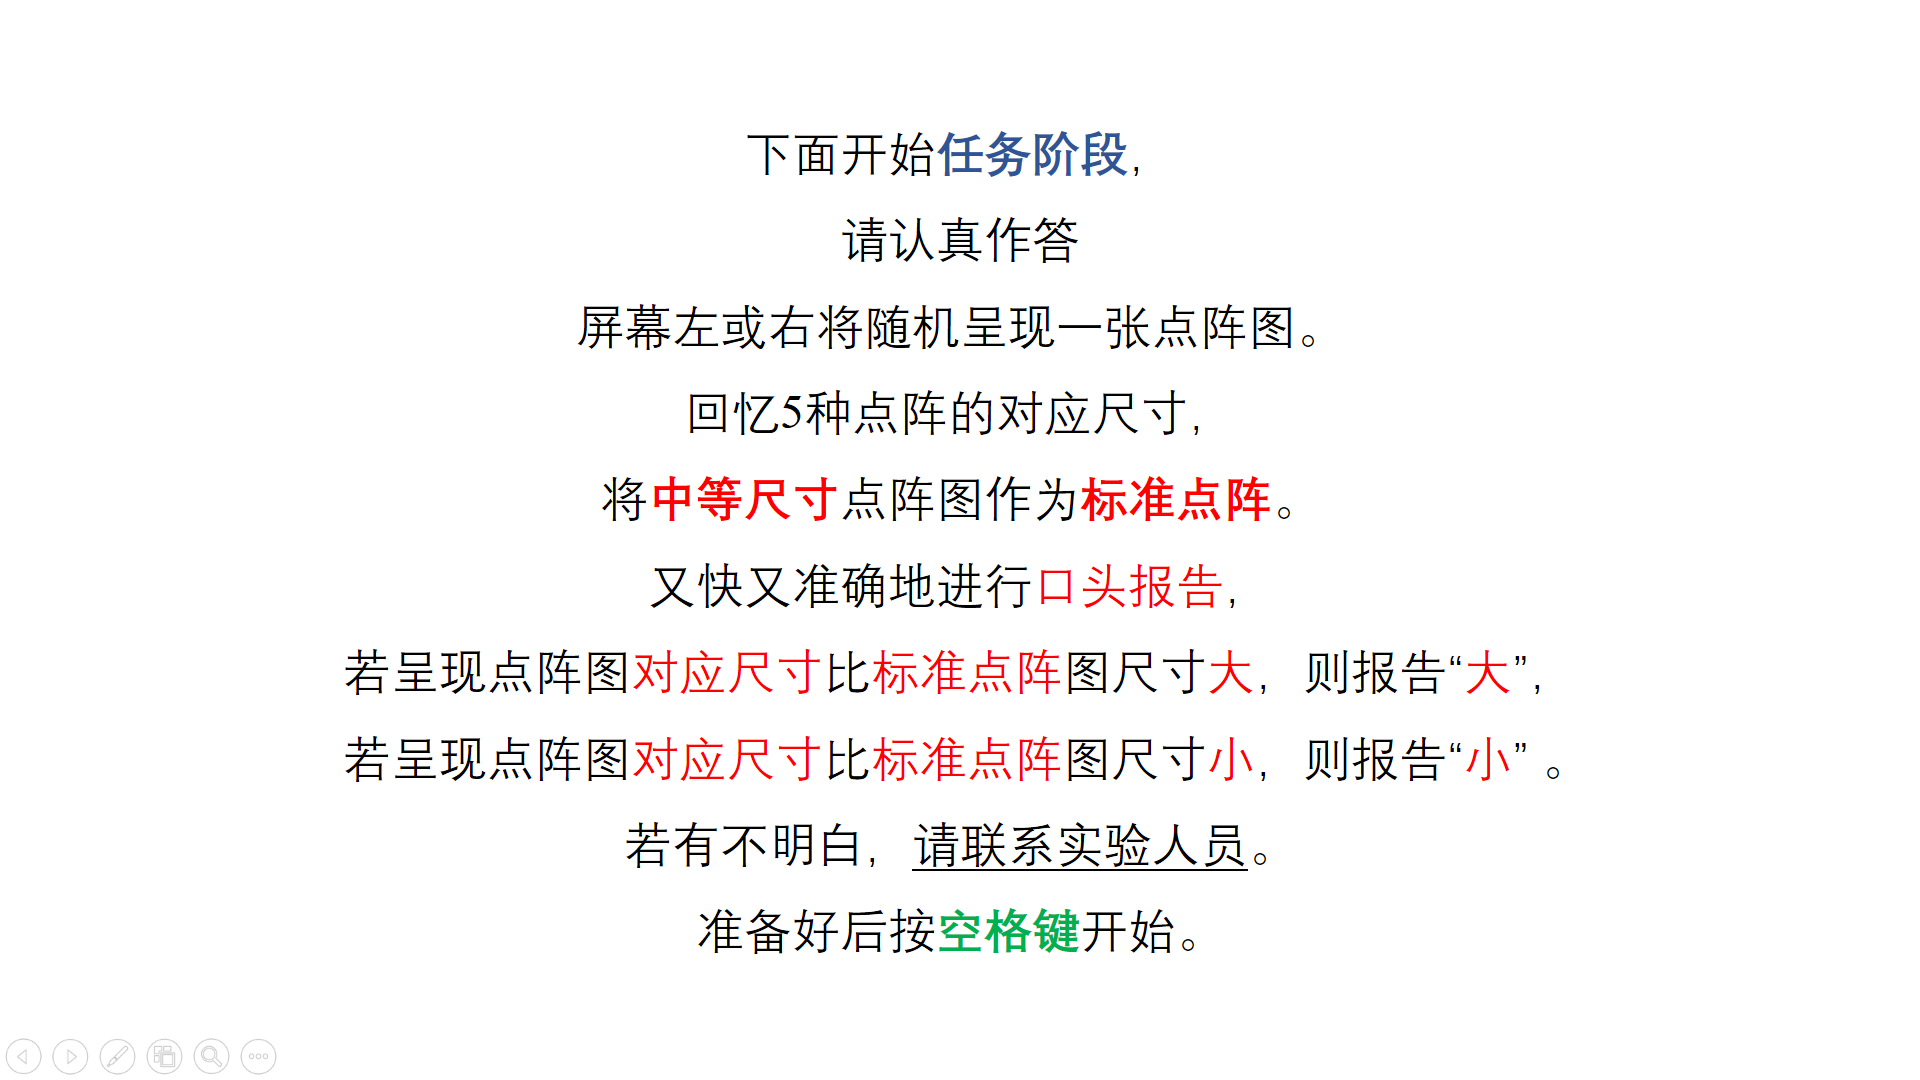 下面开始任务阶段,
请认真作答
屏幕左或右将随机呈现一张点阵图。
回忆5种点阵的对应尺寸,
将中等尺寸点阵图作为标准点阵。
又快又准确地进行口头报告,
若呈现点阵图对应尺寸比标准点阵图尺寸大, 则报告“大”,
若呈现点阵图对应尺寸比标准点阵图尺寸小, 则报告“小” 。
若有不明白, 请联系实验人员。
准备好后按空格键开始。